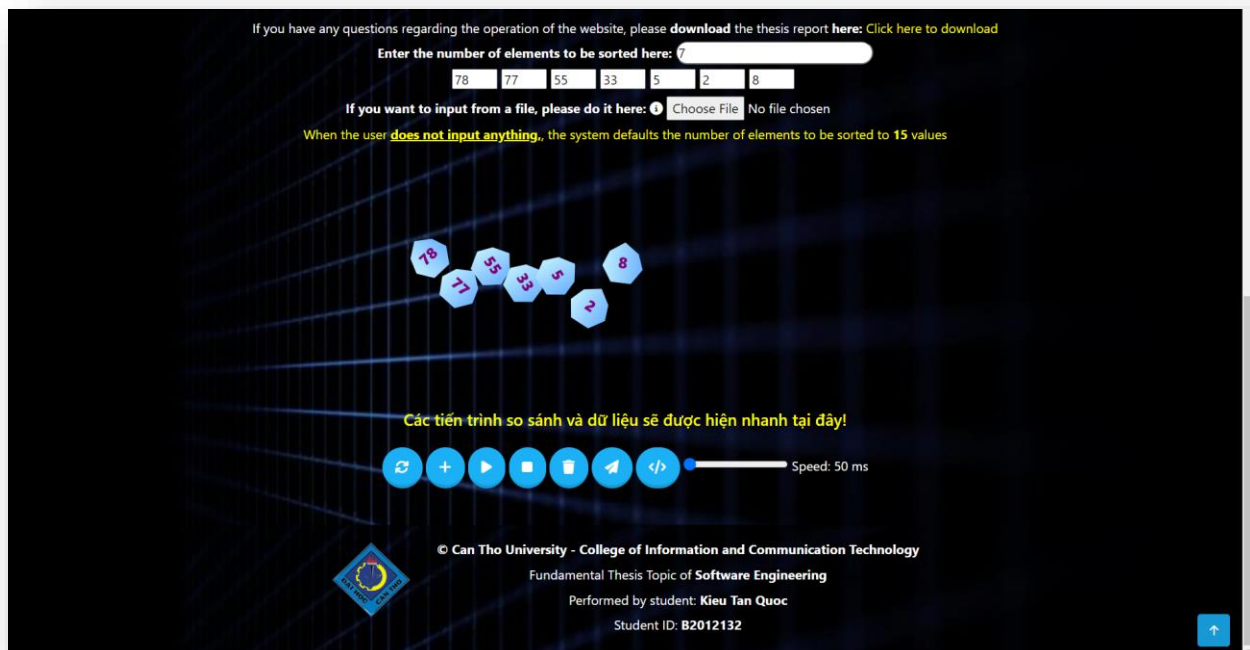 If you have any questions regarding the operation of the website, please download the thesis report here: Click here to download
Enter the number of elements to be sorted here: 7
78 77 55 33 5 2 8
If you want to input from a file, please do it here: Choose File No file chosen
When the user does not input anything,, the system defaults the number of elements to be sorted to 15 values
78 77 55 33 5 2 8
Các tiến trình so sánh và dữ liệu sẽ được hiện nhanh tại đây!
</> Speed: 50 ms
© Can Tho University - College of Information and Communication Technology
Fundamental Thesis Topic of Software Engineering
Performed by student: Kieu Tan Quoc
Student ID: B2012132
ĐẠI HỌC CẦN THƠ